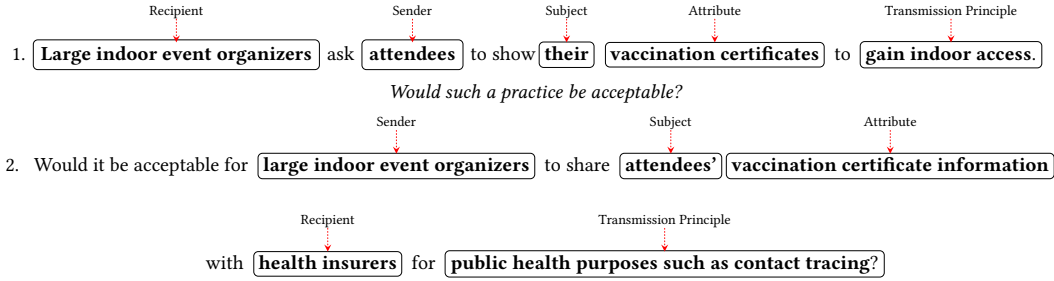 Recipient Sender Subject Attribute Transmission Principle
1. Large indoor event organizers ask attendees to show their vaccination certificates to gain indoor access.
Would such a practice be acceptable?
Sender Subject Attribute
2. Would it be acceptable for large indoor event organizers to share attendees’ vaccination certificate information
Recipient Transmission Principle
with health insurers for public health purposes such as contact tracing?